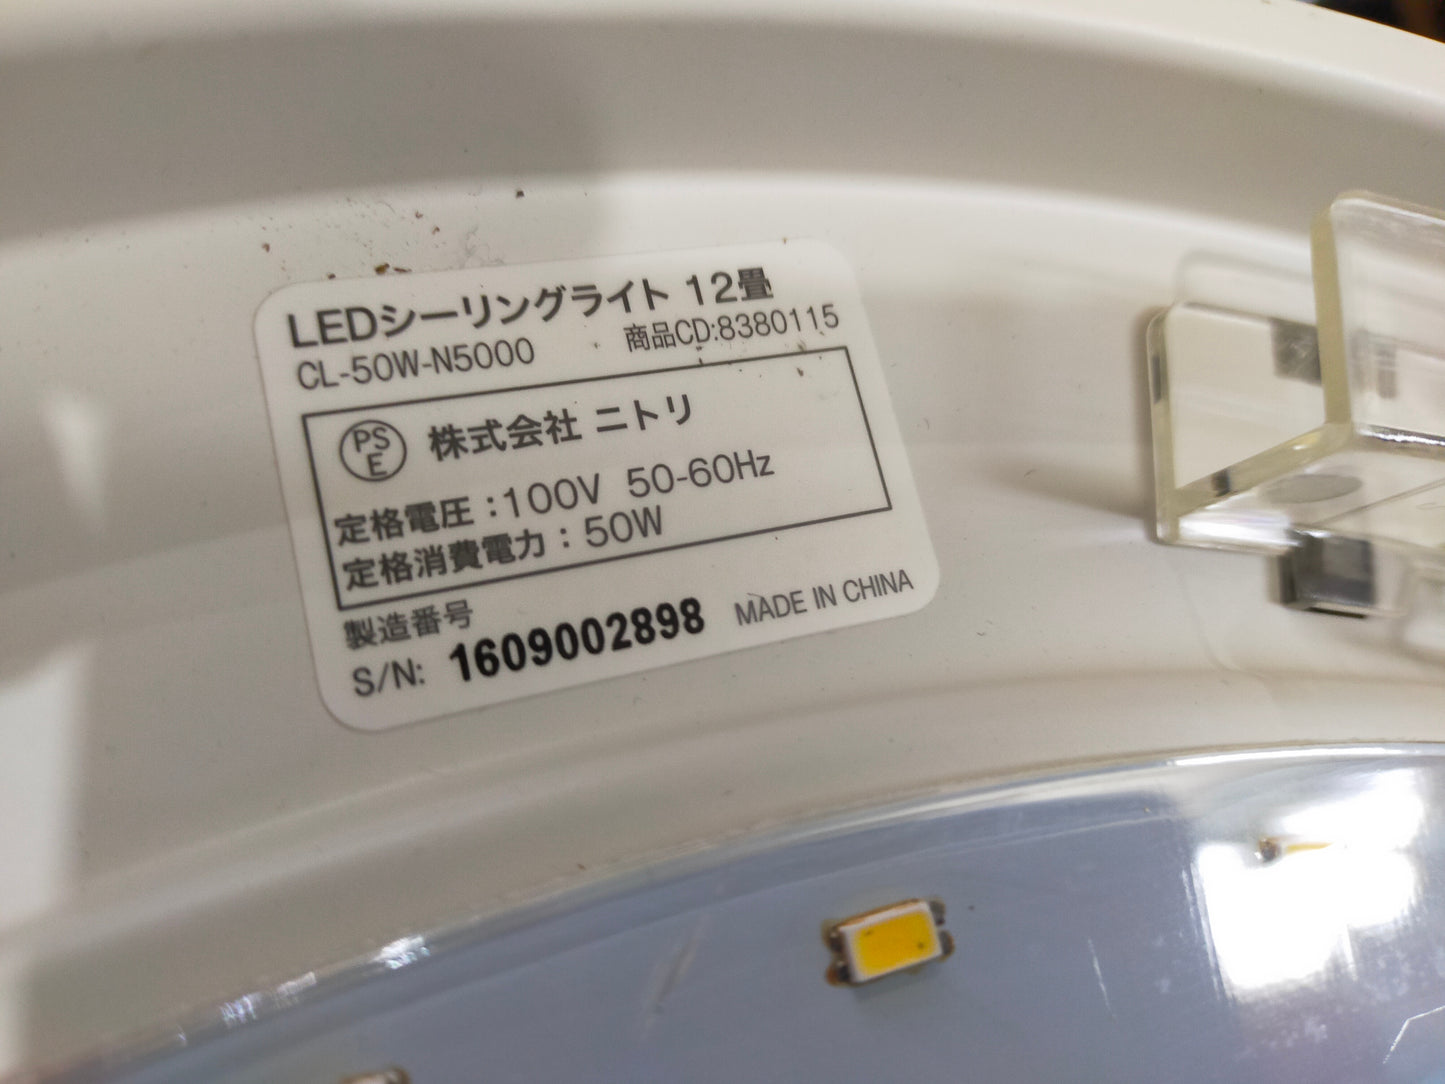 LEDシーリングライト 12畳
CL-50W-N5000 商品CD:8380115
PSE 株式会社 ニトリ
定格電圧:100V 50-60Hz
定格消費電力:50W
製造番号
S/N: 1609002898 MADE IN CHINA